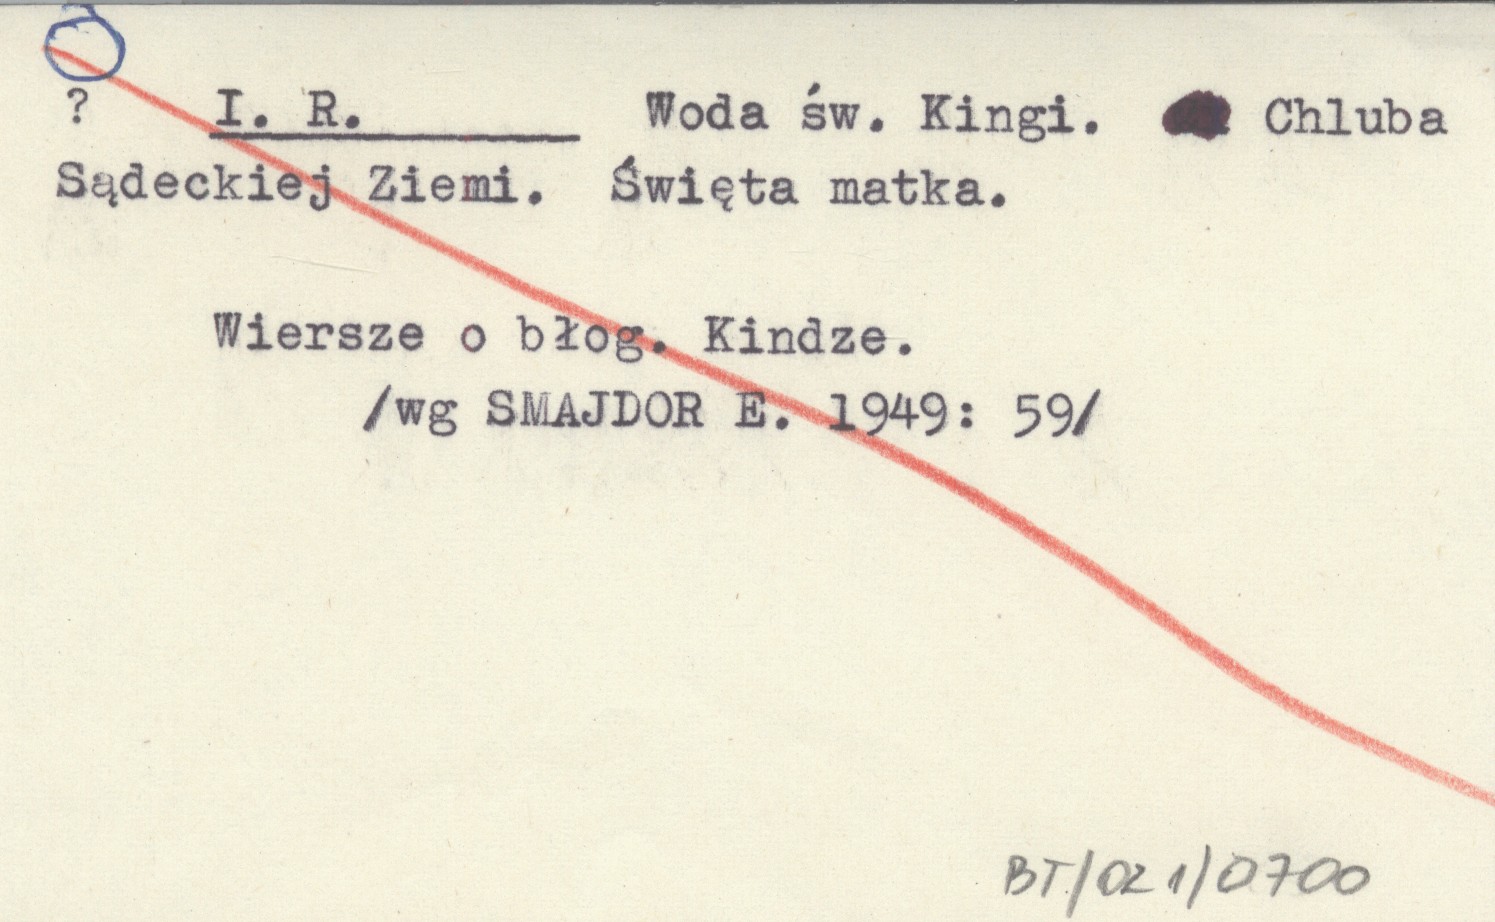 ? I. R. Woda św. Kingi. Chluba
Sądeckiej Ziemi. Święta matka.
Wiersze o błog. Kindze.
/wg SMAJDOR E. 1949: 59/
BT/021/0700